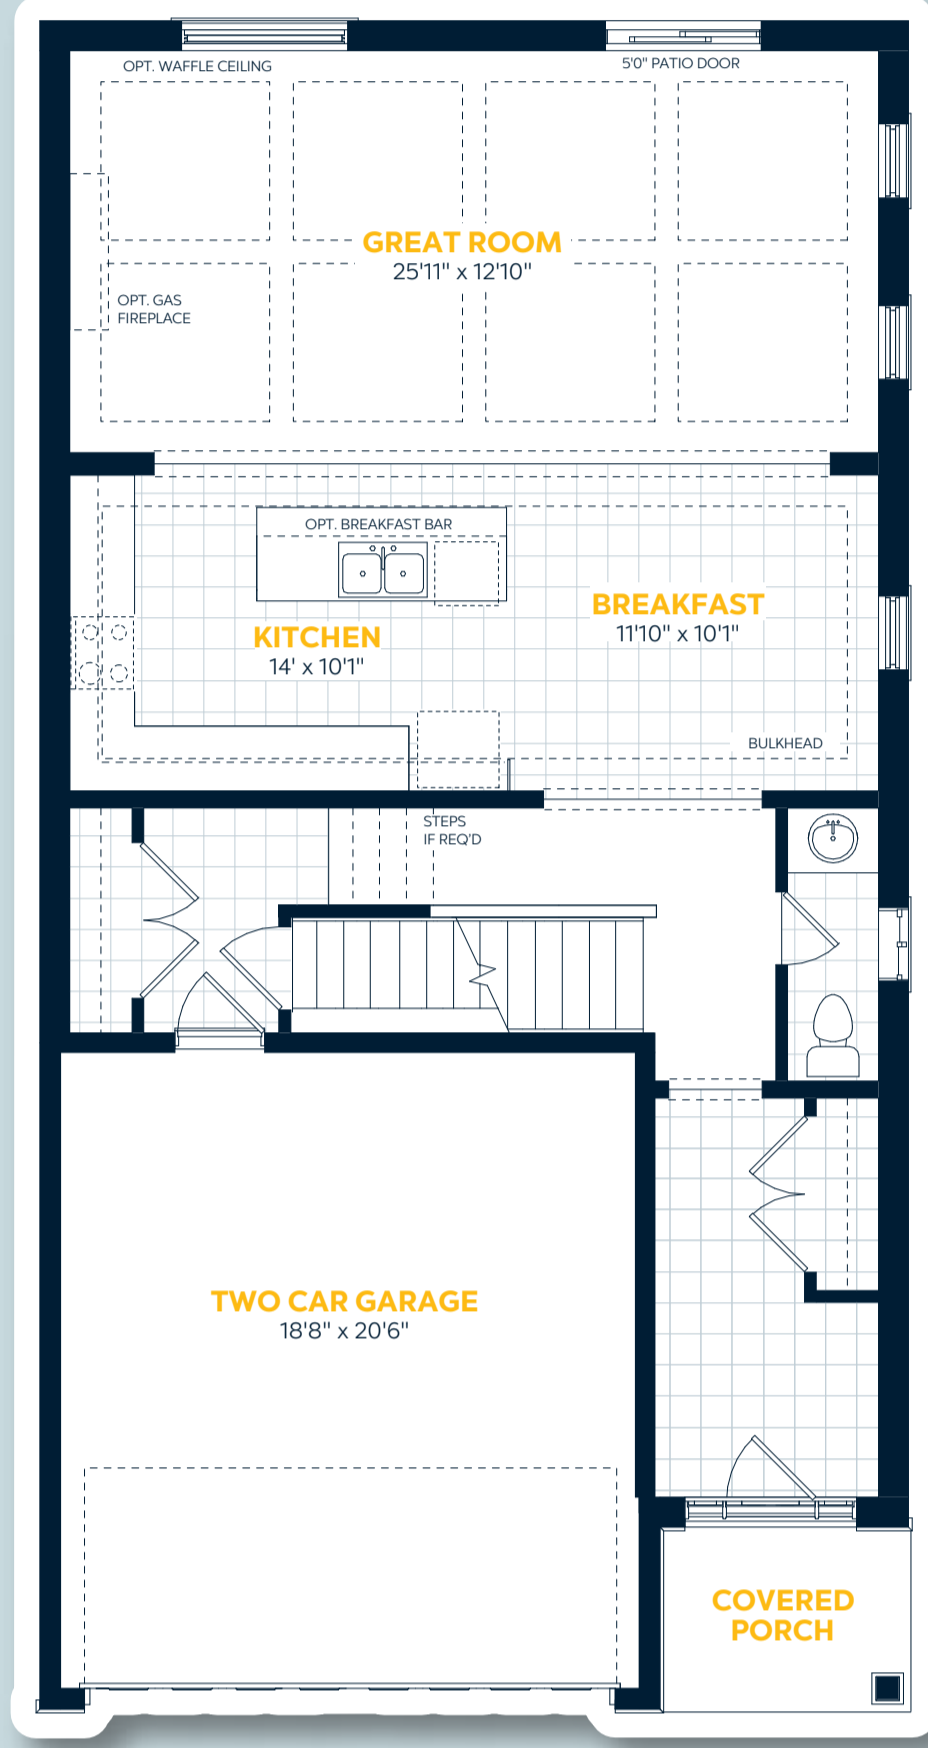 OPT. WAFFLE CEILING
5'0" PATIO DOOR
GREAT ROOM
25'11" x 12'10"
OPT. GAS
FIREPLACE
OPT. BREAKFAST BAR
BREAKFAST
11'10" x 10'1"
KITCHEN
14' x 10'1"
BULKHEAD
STEPS
IF REQ'D
TWO CAR GARAGE
18'8" x 20'6"
COVERED
PORCH